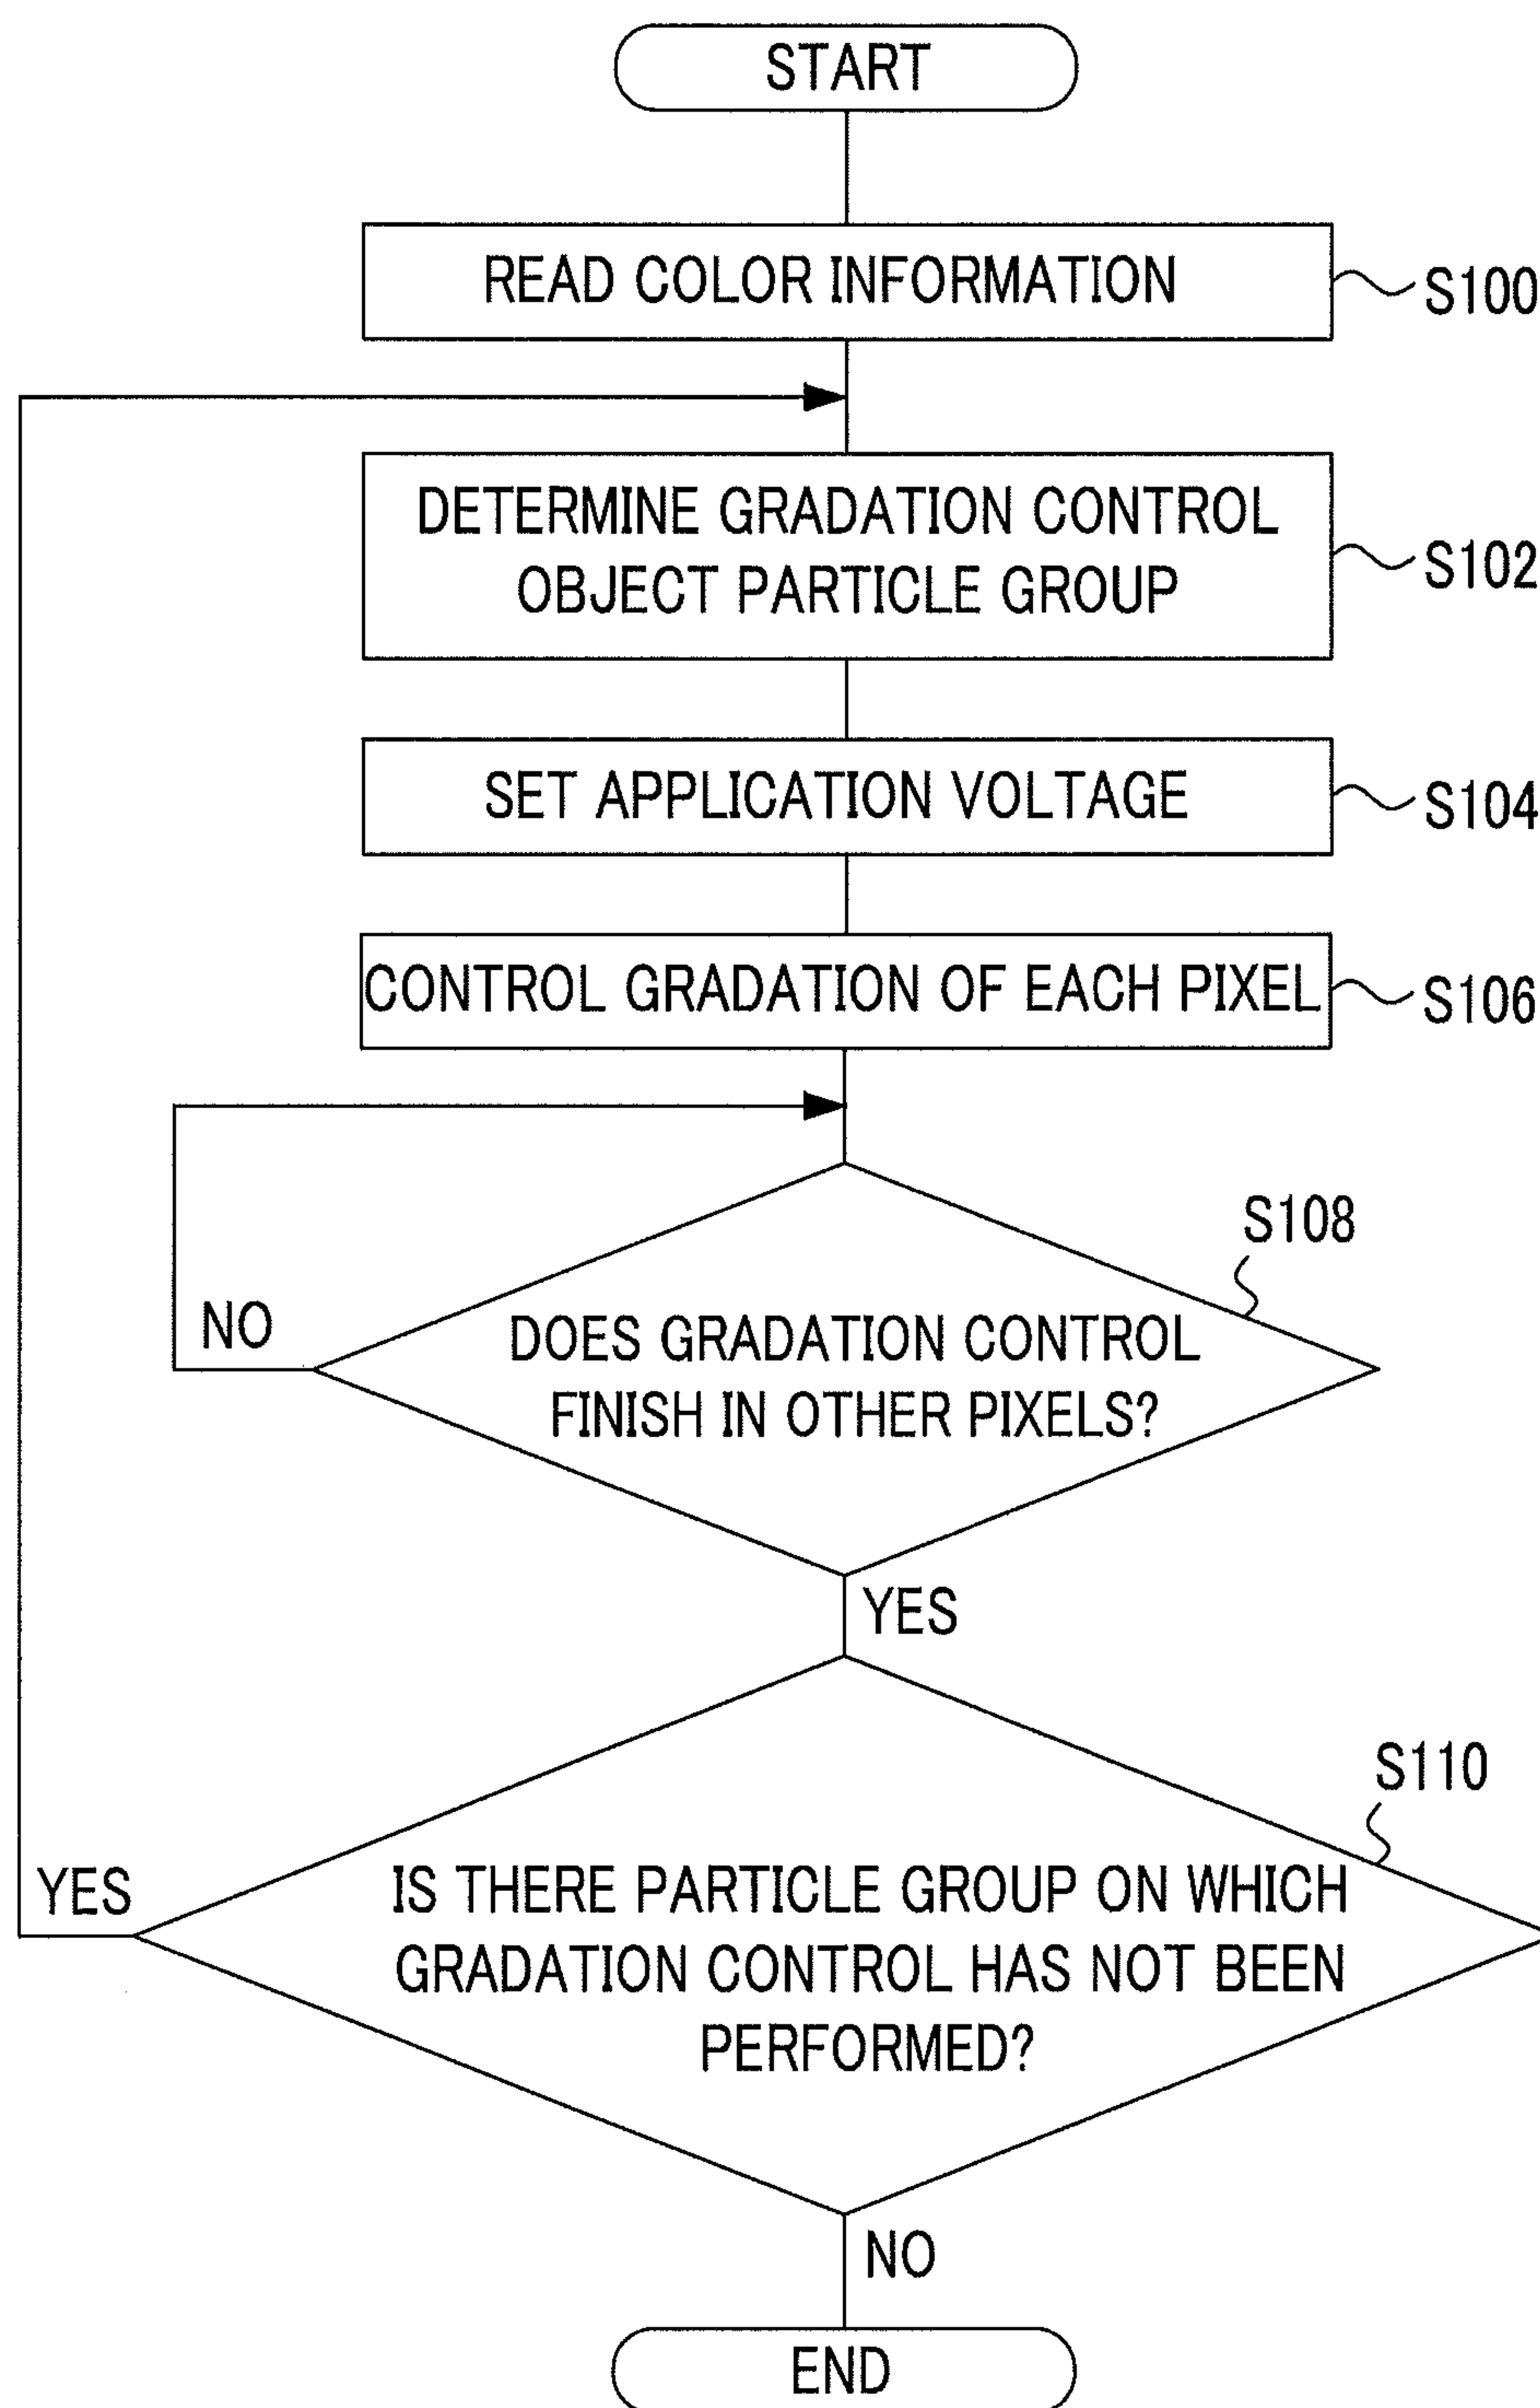 START
READ COLOR INFORMATION
S100
DETERMINE GRADATION CONTROL
OBJECT PARTICLE GROUP
S102
SET APPLICATION VOLTAGE
S104
CONTROL GRADATION OF EACH PIXEL
S106
S108
NO
DOES GRADATION CONTROL
FINISH IN OTHER PIXELS?
YES
S110
YES
IS THERE PARTICLE GROUP ON WHICH
GRADATION CONTROL HAS NOT BEEN
PERFORMED?
NO
END